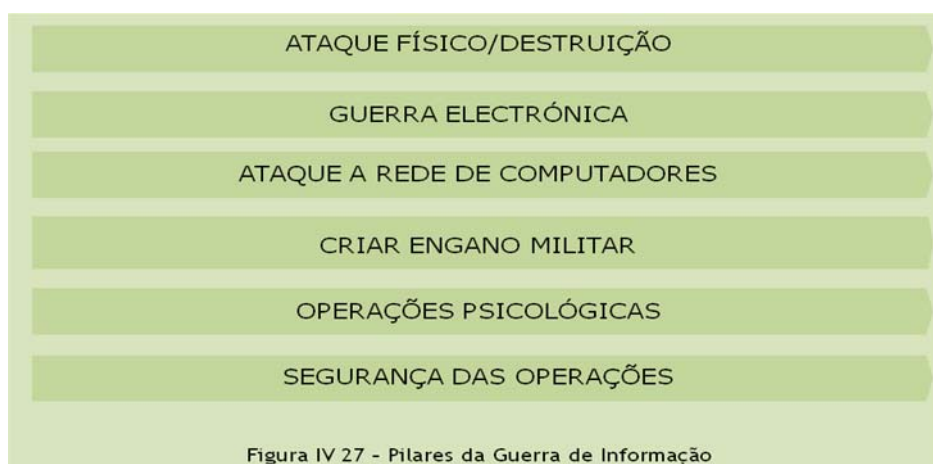 ATAQUE FÍSICO/DESTRUIÇÃO
GUERRA ELECTRÓNICA
ATAQUE A REDE DE COMPUTADORES
CRIAR ENGANO MILITAR
OPERAÇÕES PSICOLÓGICAS
SEGURANÇA DAS OPERAÇÕES
Figura IV 27 - Pilares da Guerra de Informação